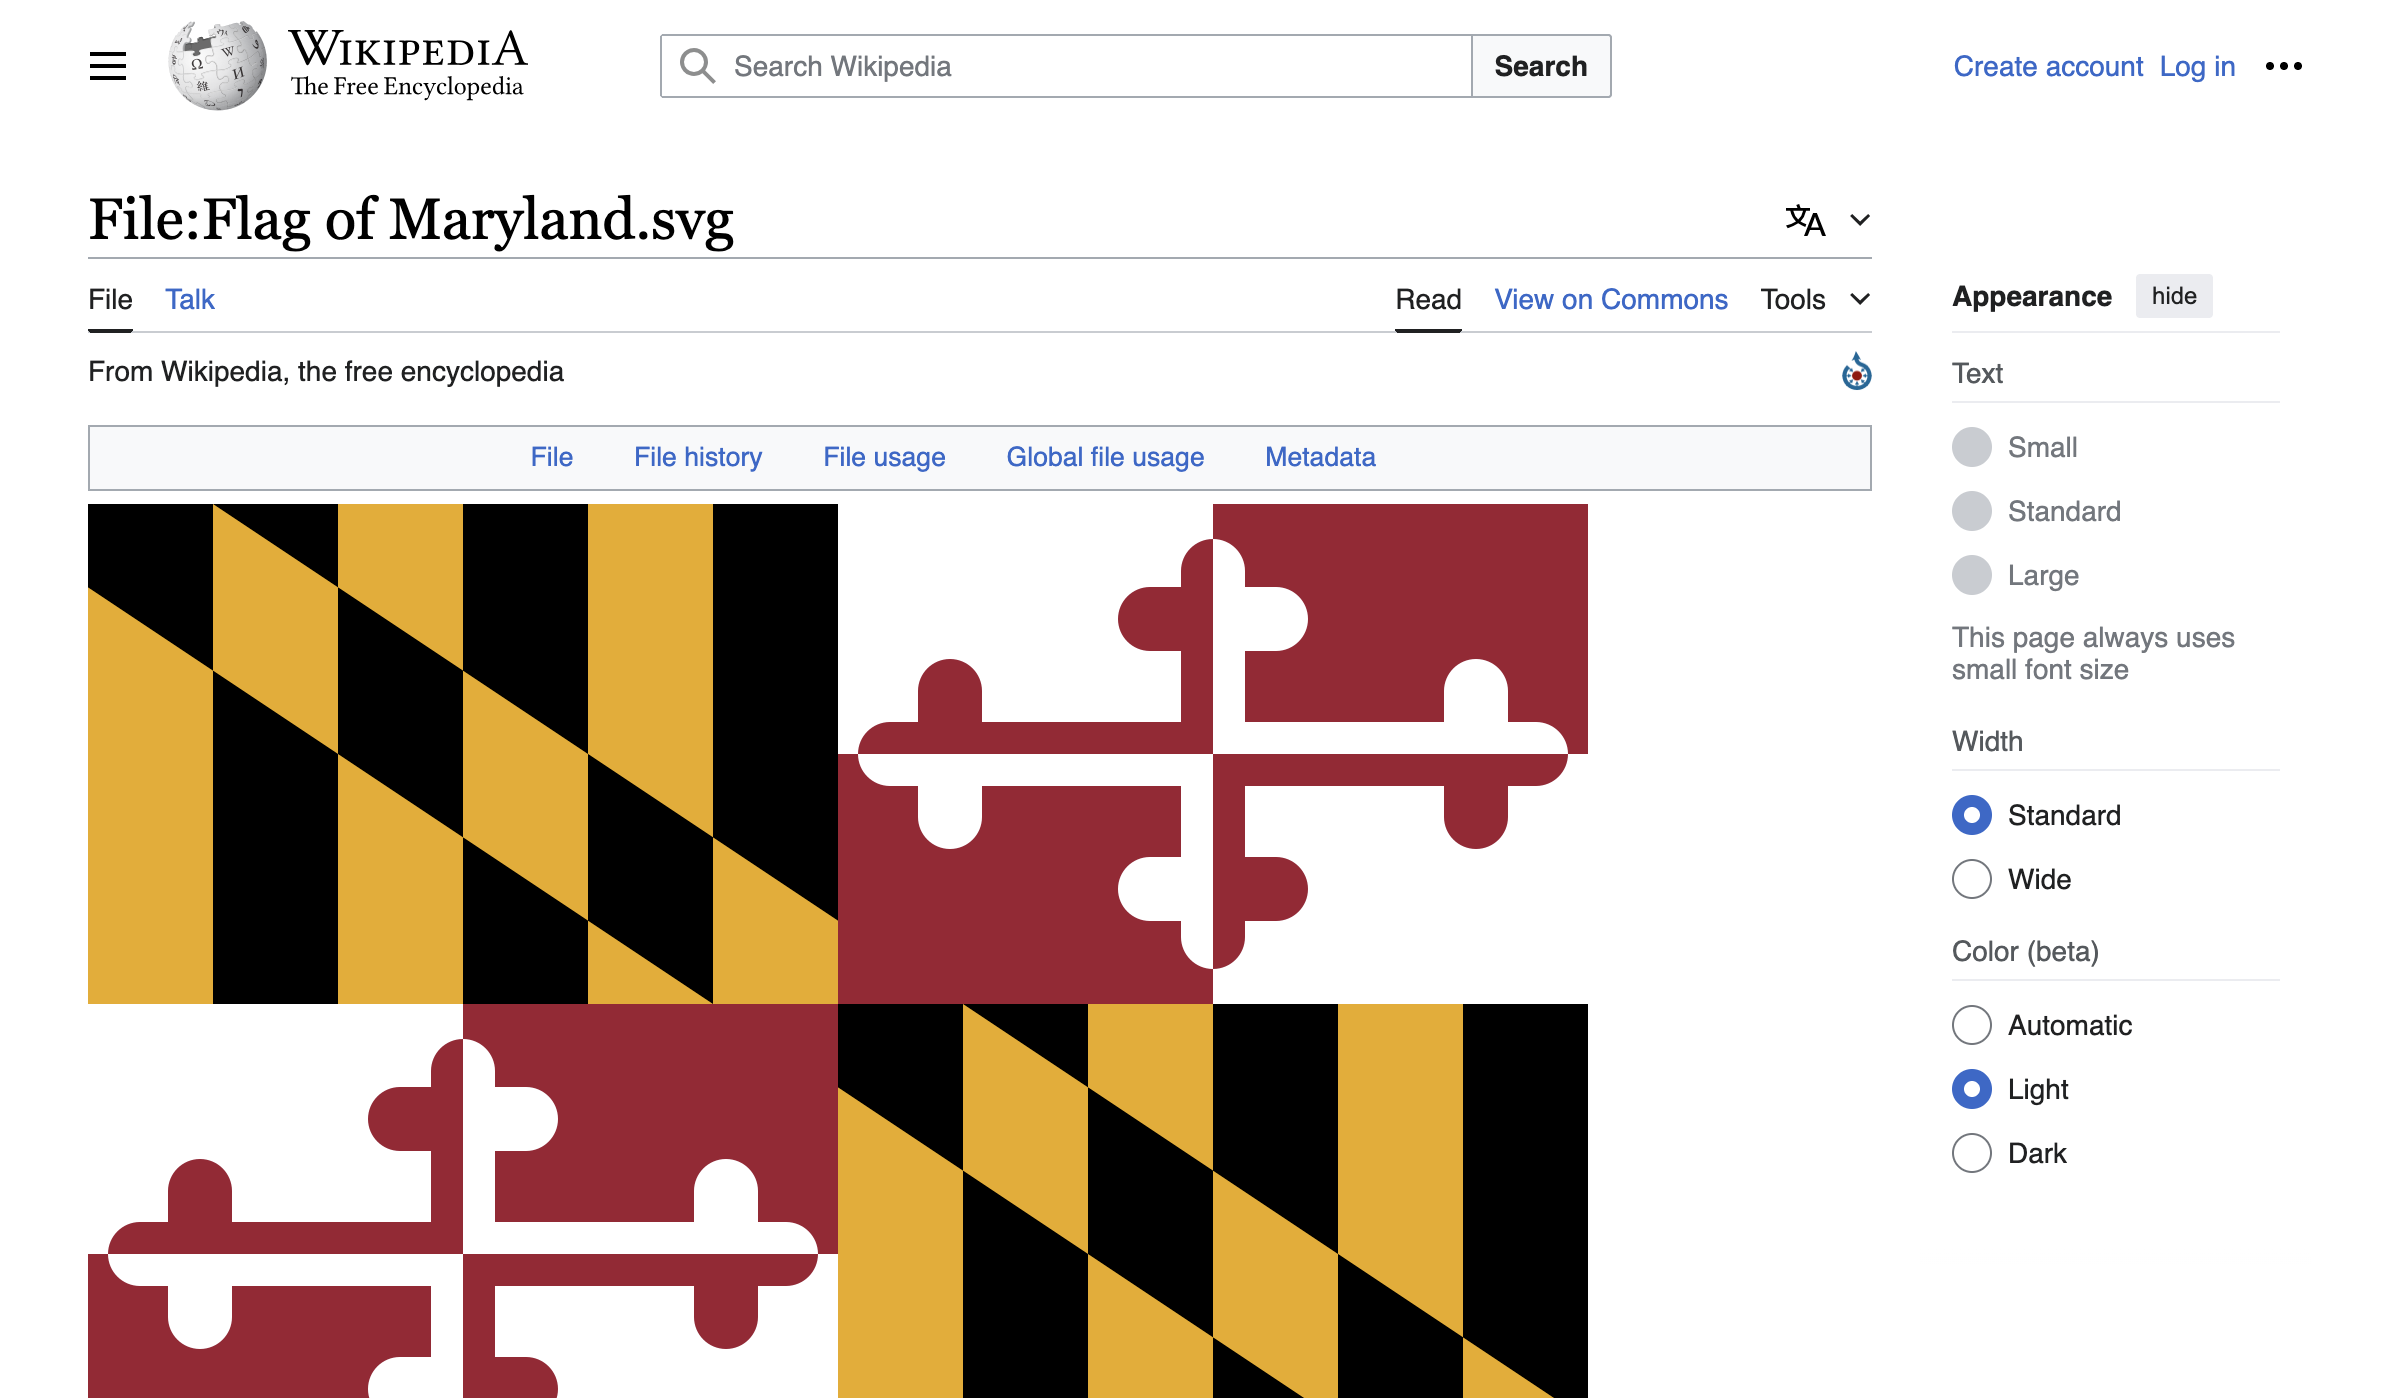 WIKIPEDIA
The Free Encyclopedia
Search Wikipedia
Search
Create account Log in
File:Flag of Maryland.svg
File Talk
Read View on Commons Tools
From Wikipedia, the free encyclopedia
File File history File usage Global file usage Metadata
Appearance hide
Text
Small
Standard
Large
This page always uses
small font size
Width
Standard
Wide
Color (beta)
Automatic
Light
Dark